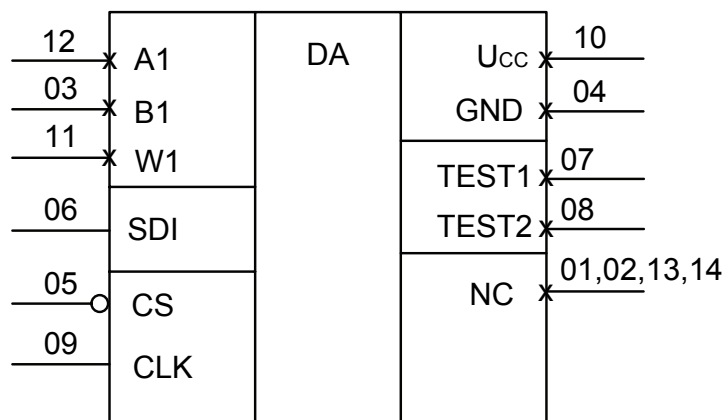 12 A1 DA UCC 10
03 B1 GND 04
11 W1
TEST1 07
06 SDI TEST2 08
05 CS NC 01,02,13,14
09 CLK